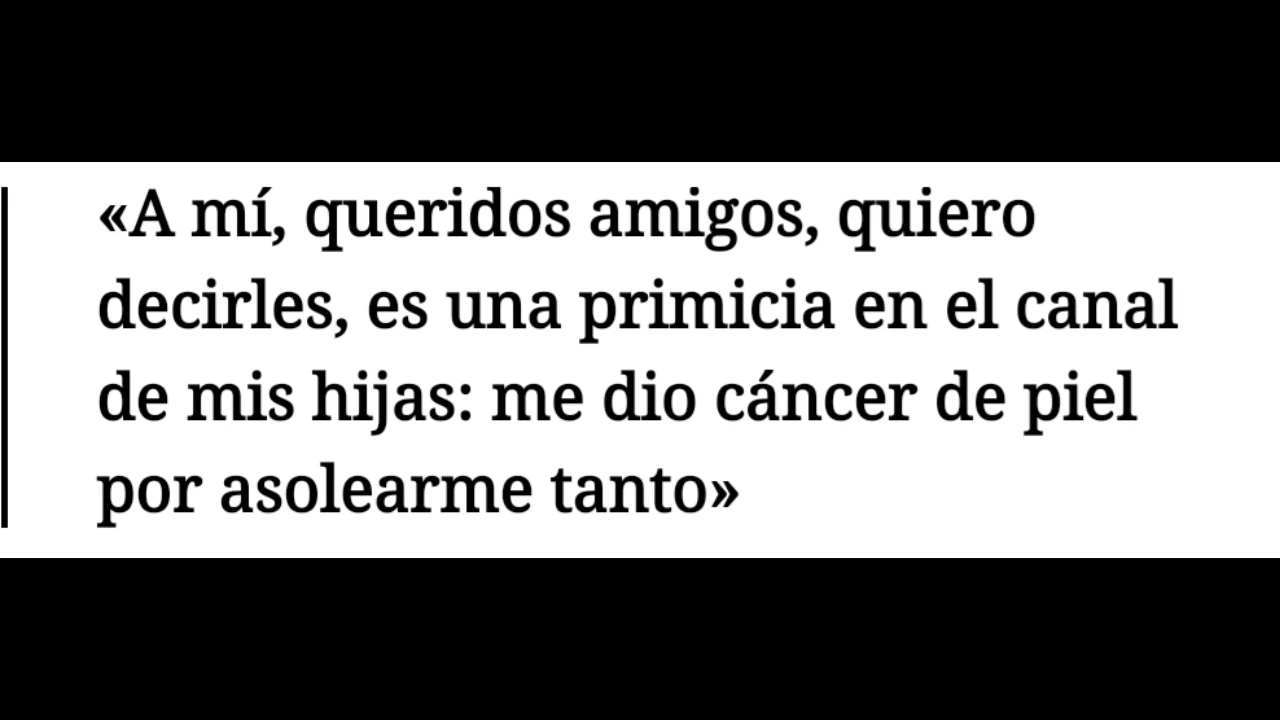 «A mí, queridos amigos, quiero
decirles, es una primicia en el canal
de mis hijas: me dio cáncer de piel
por asolearme tanto»